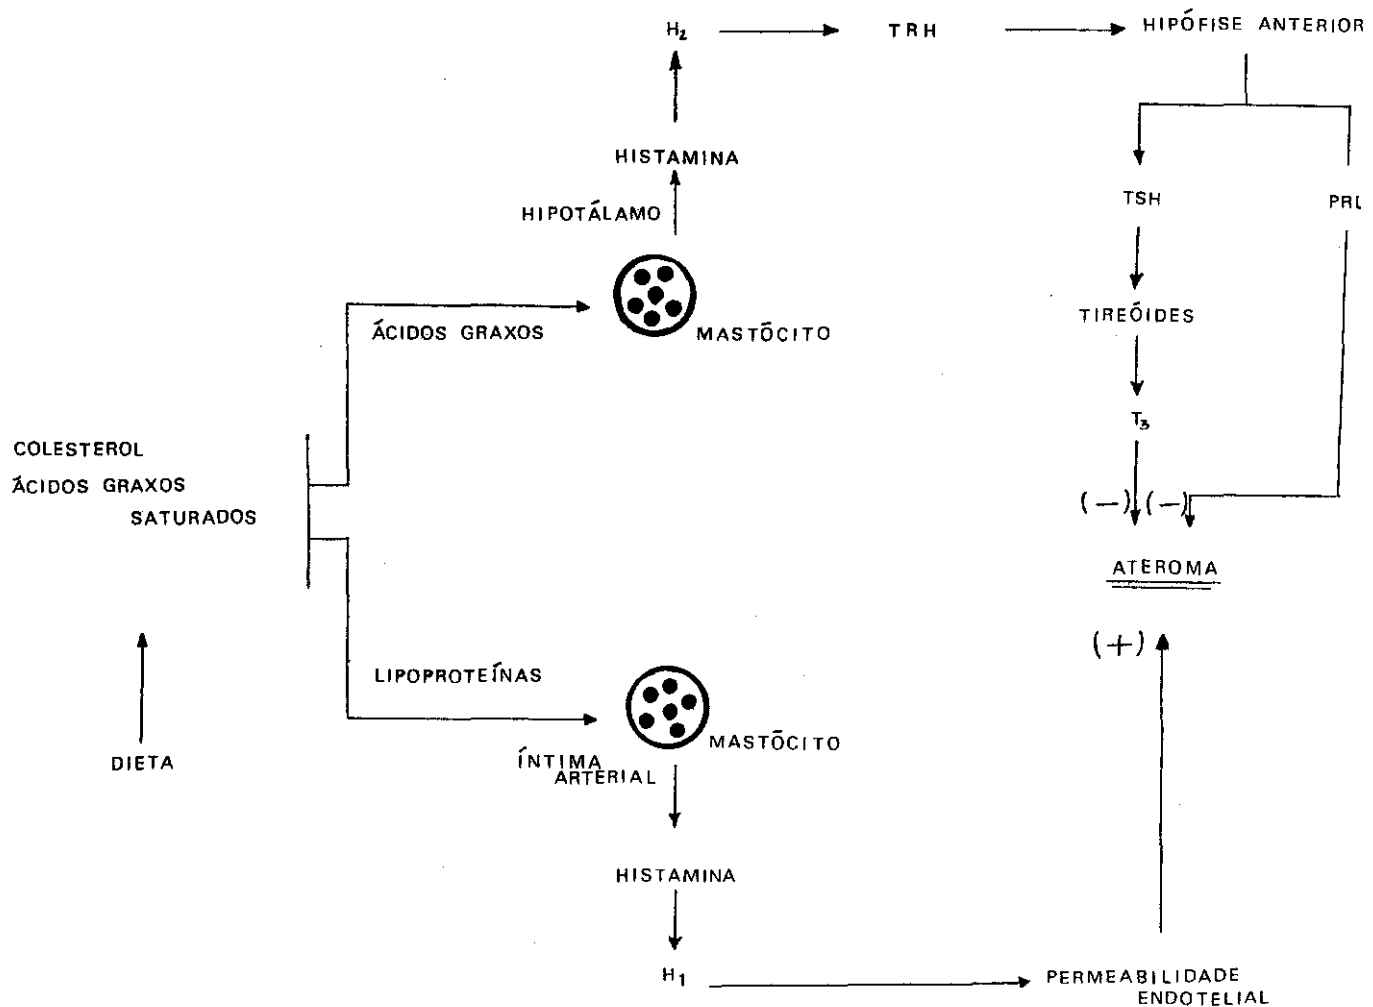 H₂
TRH
HIPÓFISE ANTERIOR
HISTAMINA
HIPOTÁLAMO
TSH
PRL
ÁCIDOS GRAXOS
MASTÓCITO
TIREÓIDES
T₃
COLESTEROL
ÁCIDOS GRAXOS
SATURADOS
(−) (−)
ATEROMA
(+)
LIPOPROTEÍNAS
MASTÓCITO
DIETA
ÍNTIMA
ARTERIAL
HISTAMINA
H₁
PERMEABILIDADE
ENDOTELIAL